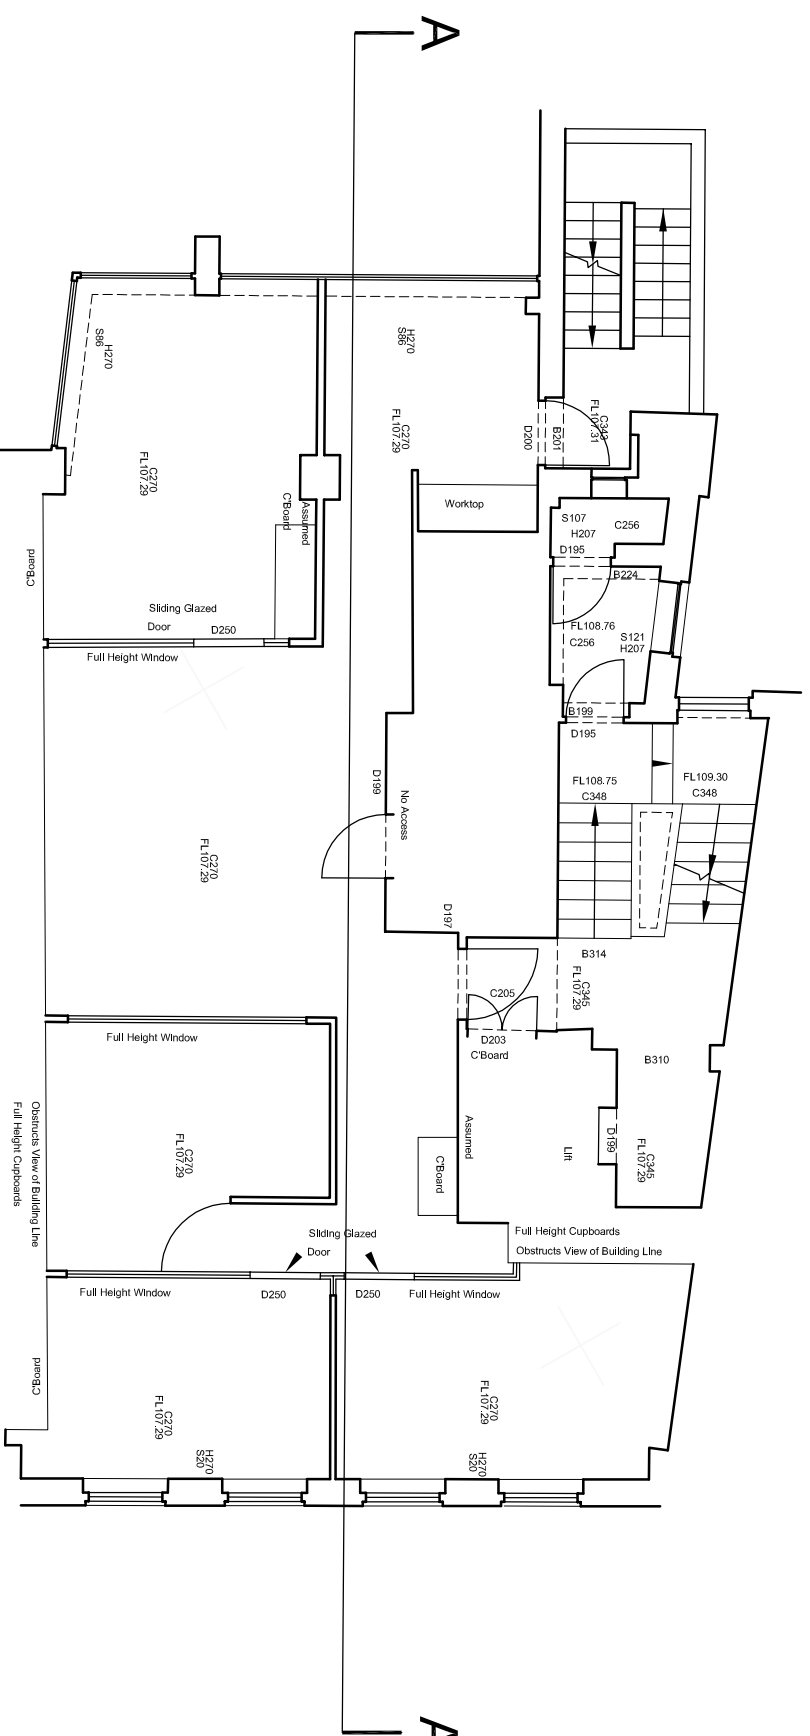 A
H270
S86
H270
S86
C343
FL107.31
C270
FL107.29
D200
B201
C270
FL107.29
Assumed
C'Board
Worktop
S107
H207
C256
D195
C'Board
B224
Sliding Glazed
Door
D250
FL108.76
C256
S121
H207
Full Height Window
B199
D195
D199
No Access
FL108.75
C348
FL109.30
C348
C270
FL107.29
D197
B314
C345
FL107.29
C205
Full Height Window
D203
C'Board
B310
Obstructs View of Building Line
Full Height Cupboards
C270
FL107.29
Assumed
C'Board
Lift
D199
C345
FL107.29
Sliding Glazed
Door
Full Height Cupboards
Obstructs View of Building Line
Full Height Window
D250
D250
Full Height Window
C'Board
C270
FL107.29
H270
S20
C270
FL107.29
H270
S20
A